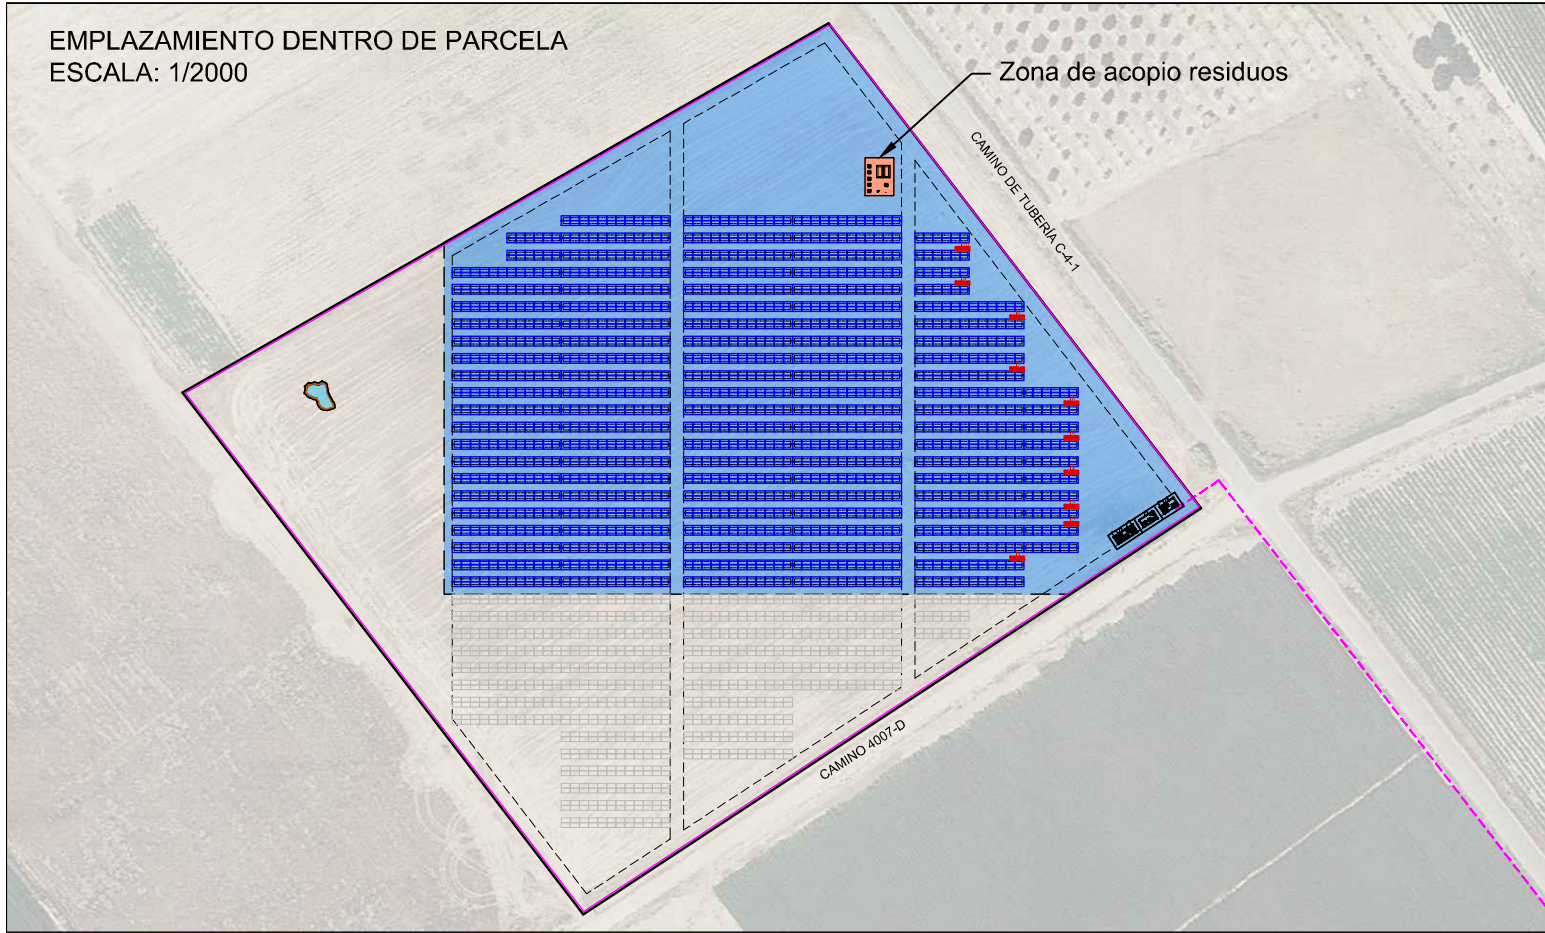 EMPLAZAMIENTO DENTRO DE PARCELA
ESCALA: 1/2000
Zona de acopio residuos
CAMINO DE TUBERÍA C-4-1
CAMINO 4007-D